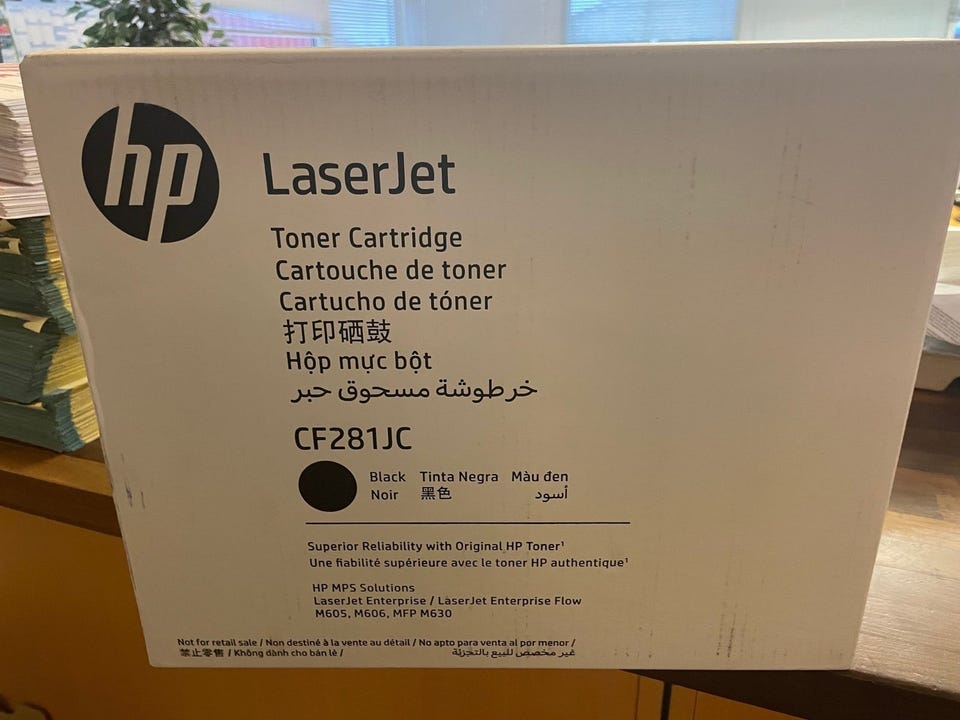 hp
LaserJet
Toner Cartridge
Cartouche de toner
Cartucho de tóner
打印硒鼓
Hộp mực bột
خرطوشة مسحوق حبر
CF281JC
Black Tinta Negra Màu đen
Noir 黑色 أسود
Superior Reliability with Original HP Toner¹
Une fiabilité supérieure avec le toner HP authentique¹
HP MPS Solutions
LaserJet Enterprise / LaserJet Enterprise Flow
M605, M606, MFP M630
Not for retail sale / Non destiné à la vente au détail / No apto para venta al por menor /
禁止零售 / Không dành cho bán lẻ / غير مخصص للبيع بالتجزئة